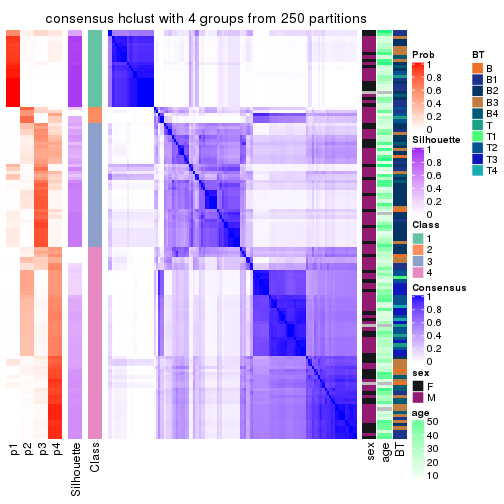 consensus hclust with 4 groups from 250 partitions
p1
p2
p3
p4
Silhouette
Class
sex
age
BT
Prob
1
0.8
0.6
0.4
0.2
0
Silhouette
1
0.8
0.6
0.4
0.2
0
Class
1
2
3
4
Consensus
1
0.8
0.6
0.4
0.2
0
sex
F
M
age
50
40
30
20
10
BT
B
B1
B2
B3
B4
T
T1
T2
T3
T4